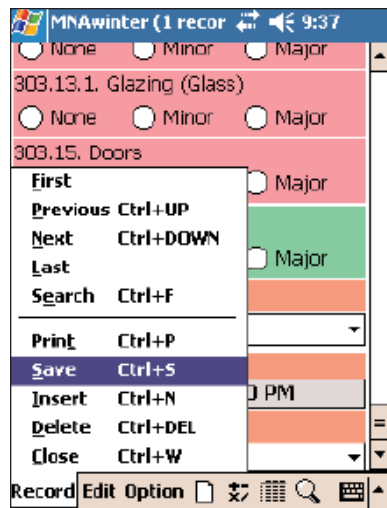 MNAwinter (1 recor 9:37
None Minor Major
303.13.1. Glazing (Glass)
None Minor Major
303.15. Doors
First
Major
Previous Ctrl+UP
Next Ctrl+DOWN
Major
Last
Search Ctrl+F
Print Ctrl+P
Save Ctrl+S
Insert Ctrl+N
PM
Delete Ctrl+DEL
Close Ctrl+W
Record Edit Option